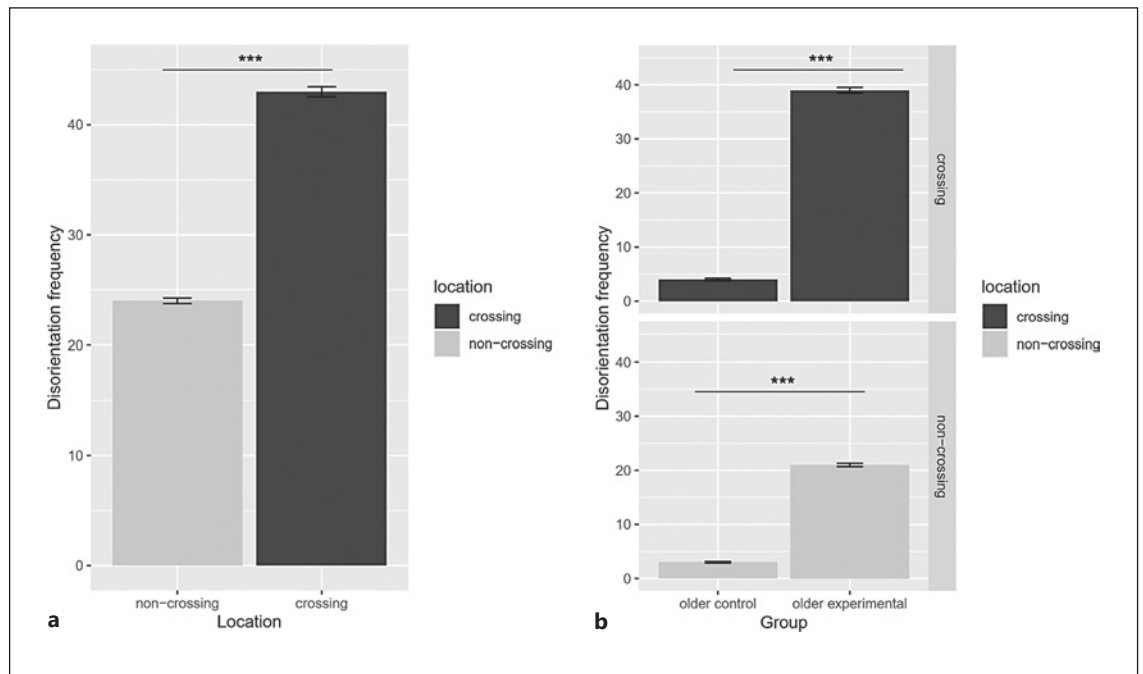 ***
40
30
20
10
0
Disorientation frequency
non-crossing
crossing
Location
a
location
crossing
non-crossing
***
40
30
20
10
0
crossing
***
40
30
20
10
0
non-crossing
Disorientation frequency
older control
older experimental
Group
b
location
crossing
non-crossing